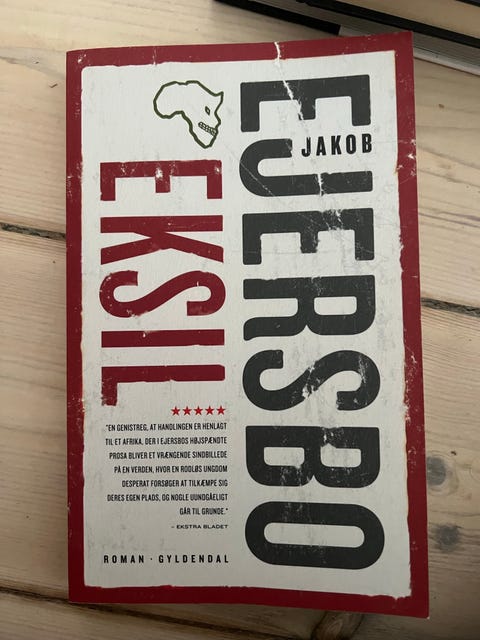 JAKOB
EJERSBO
EKSIL
★★★★★
"EN GENISTREG, AT HANDLINGEN ER HENLAGT
TIL ET AFRIKA, DER I EJERSBOS HØJSPÆNDTE
PROSA BLIVER ET VRÆNGENDE SINDBILLEDE
PÅ EN VERDEN, HVOR EN RODLØS UNGDOM
DESPERAT FORSØGER AT TILKÆMPE SIG
DERES EGEN PLADS, OG NOGLE UUNDGÅELIGT
GÅR TIL GRUNDE."
– EKSTRA BLADET
ROMAN · GYLDENDAL